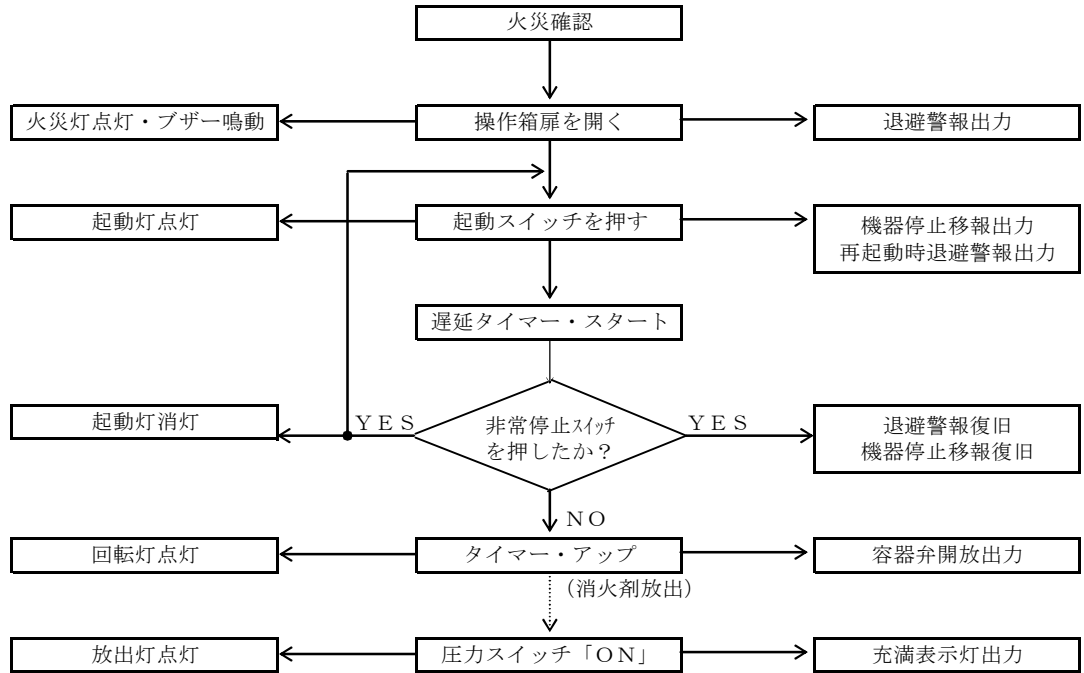 火災確認
火災灯点灯・ブザー鳴動
操作箱扉を開く
退避警報出力
起動灯点灯
起動スイッチを押す
機器停止移報出力
再起動時退避警報出力
遅延タイマー・スタート
起動灯消灯
ＹＥＳ
非常停止ｽｲｯﾁ
を押したか？
ＹＥＳ
退避警報復旧
機器停止移報復旧
ＮＯ
回転灯点灯
タイマー・アップ
容器弁開放出力
（消火剤放出）
放出灯点灯
圧力スイッチ「ＯＮ」
充満表示灯出力